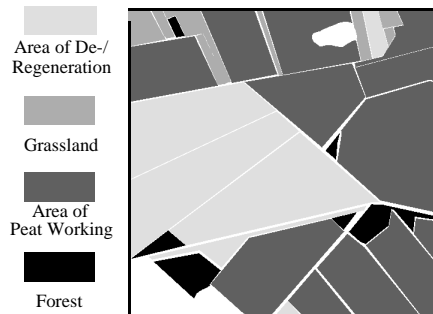 Area of De-/
Regeneration
Grassland
Area of
Peat Working
Forest